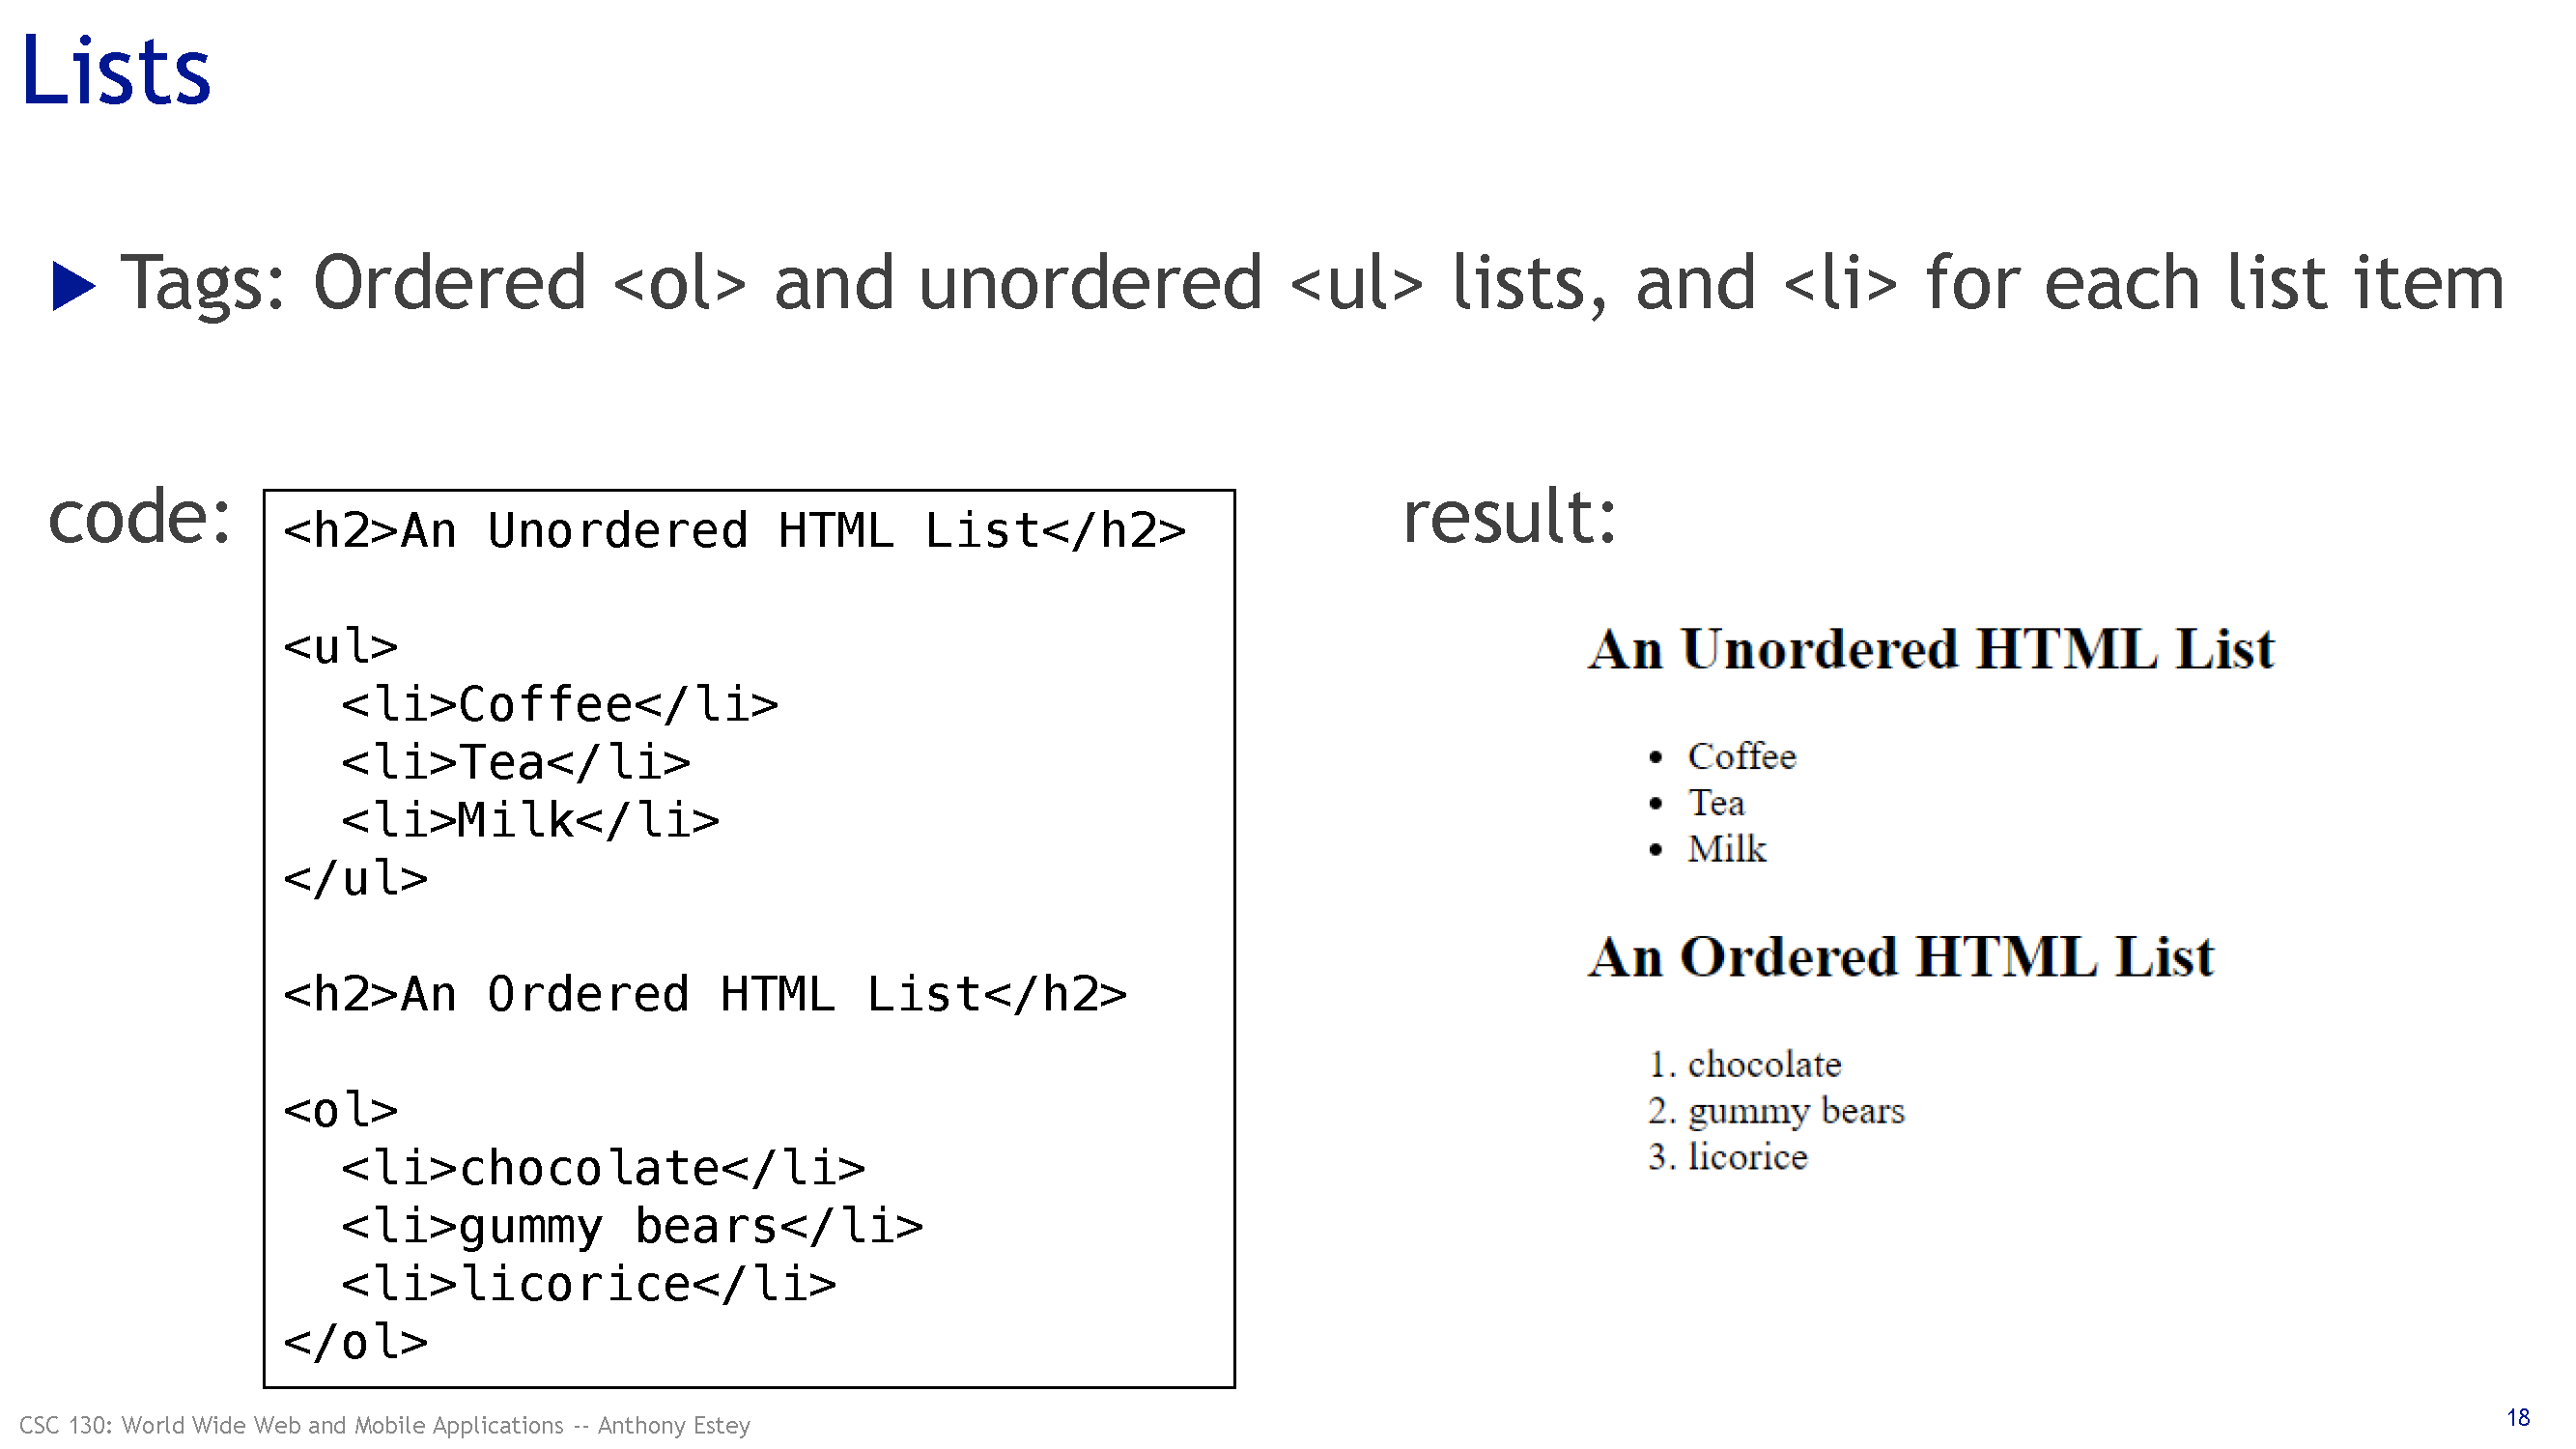 Lists
Tags: Ordered <ol> and unordered <ul> lists, and <li> for each list item
code:
<h2>An Unordered HTML List</h2>
<ul>
<li>Coffee</li>
<li>Tea</li>
<li>Milk</li>
</ul>
<h2>An Ordered HTML List</h2>
<ol>
<li>chocolate</li>
<li>gummy bears</li>
<li>licorice</li>
</ol>
result:
An Unordered HTML List
• Coffee
• Tea
• Milk
An Ordered HTML List
1. chocolate
2. gummy bears
3. licorice
CSC 130: World Wide Web and Mobile Applications -- Anthony Estey
18